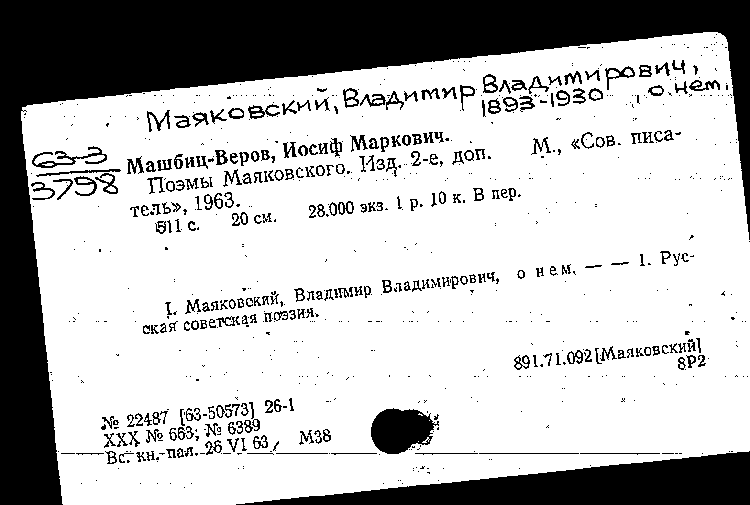 Маяковский, Владимир Владимирович,
1893-1930, о нем.
63-3
3798
Машбиц-Веров, Иосиф Маркович.
Поэмы Маяковского. Изд. 2-е, доп. М., «Сов. писа-
тель», 1963.
511 с. 20 см. 28.000 экз. 1 р. 10 к. В пер.
I. Маяковский, Владимир Владимирович, о нем. — — 1. Рус-
ская советская поэзия.
891.71.092[Маяковский]
8Р2
№ 22487 [63-50573] 26-1
XXX № 663; № 6389
Вс. кн. пал. 26 VI 63, М38